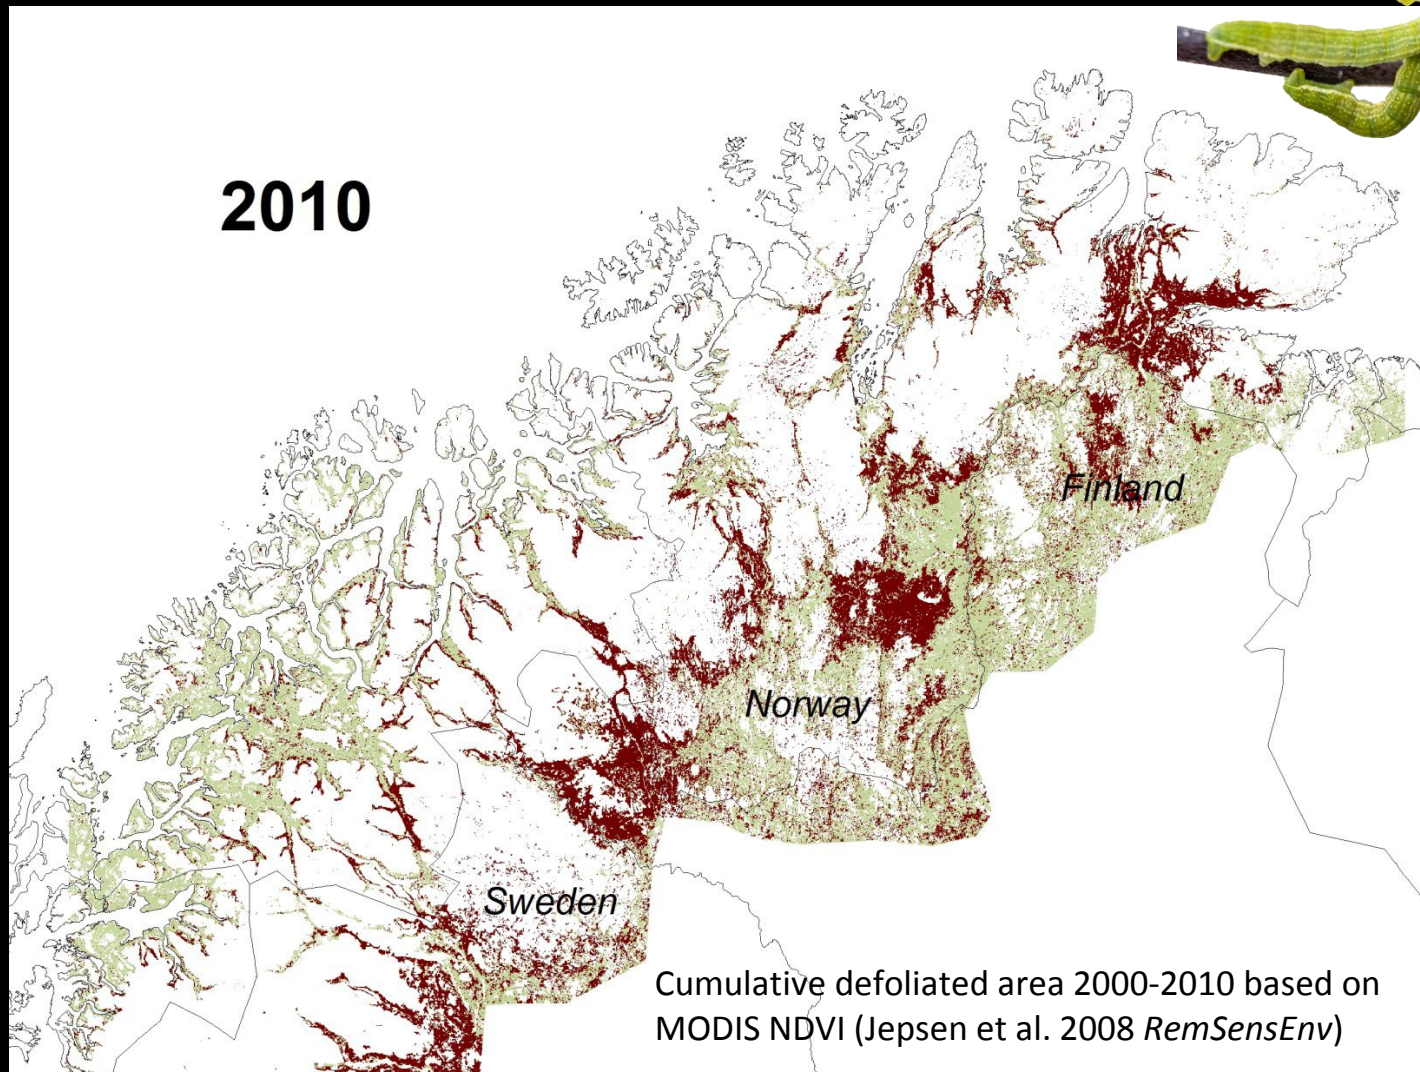 2010
Finland
Norway
Sweden
Cumulative defoliated area 2000-2010 based on
MODIS NDVI (Jepsen et al. 2008 RemSensEnv)